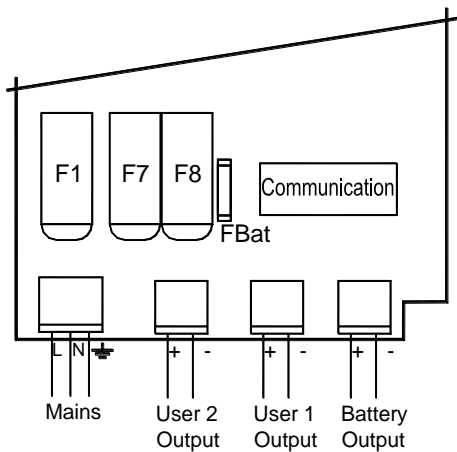 F1 F7 F8
Communication
FBat
L N + - + - + -
Mains
User 2 Output
User 1 Output
Battery Output